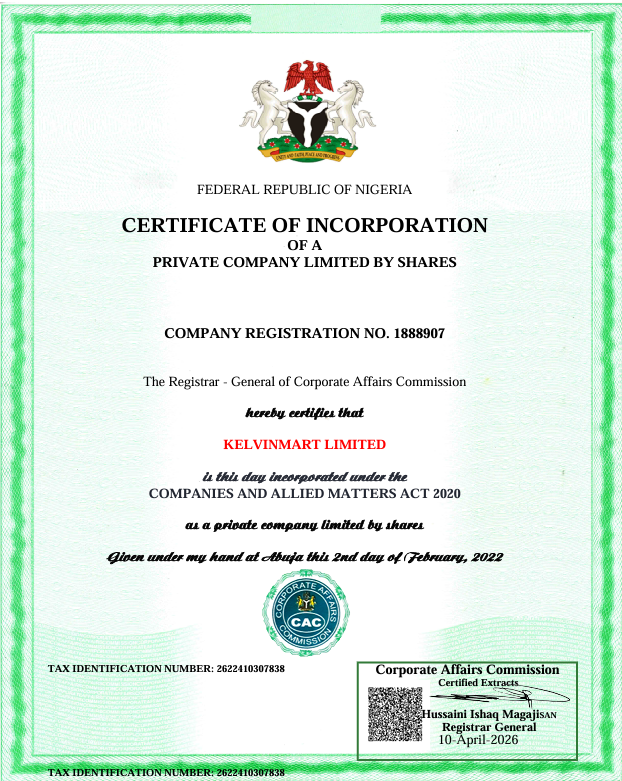 UNITY AND FAITH, PEACE AND PROGRESS
FEDERAL REPUBLIC OF NIGERIA
CERTIFICATE OF INCORPORATION
OF A
PRIVATE COMPANY LIMITED BY SHARES
COMPANY REGISTRATION NO. 1888907
The Registrar - General of Corporate Affairs Commission
hereby certifies that
KELVINMART LIMITED
is this day incorporated under the
COMPANIES AND ALLIED MATTERS ACT 2020
as a private company limited by shares
Given under my hand at Abuja this 2nd day of February, 2022
CORPORATE AFFAIRS
CAC
COMMISSION
TAX IDENTIFICATION NUMBER: 2622410307838
Corporate Affairs Commission
Certified Extracts
Hussaini Ishaq MagajiSAN
Registrar General
10-April-2026
TAX IDENTIFICATION NUMBER: 2622410307838